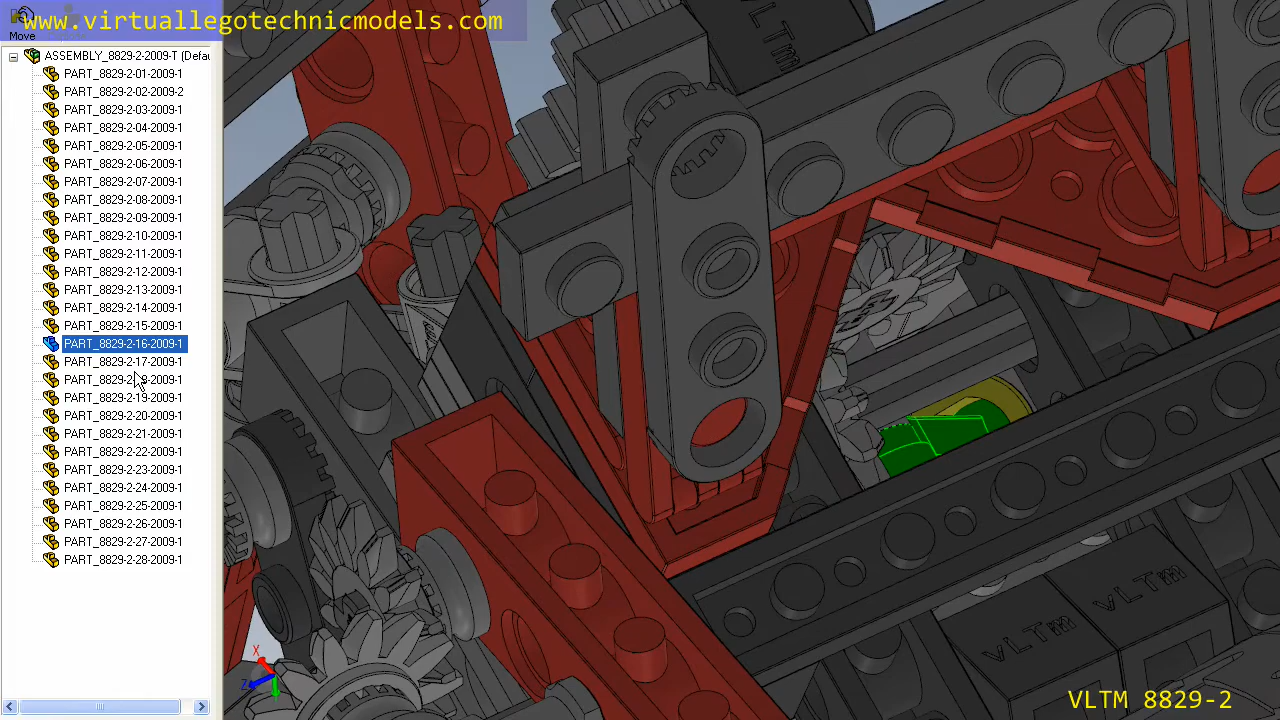 www.virtuallegotechnicmodels.com
Move
ASSEMBLY_8829-2-2009-T (Defau
PART_8829-2-01-2009-1
PART_8829-2-02-2009-2
PART_8829-2-03-2009-1
PART_8829-2-04-2009-1
PART_8829-2-05-2009-1
PART_8829-2-06-2009-1
PART_8829-2-07-2009-1
PART_8829-2-08-2009-1
PART_8829-2-09-2009-1
PART_8829-2-10-2009-1
PART_8829-2-11-2009-1
PART_8829-2-12-2009-1
PART_8829-2-13-2009-1
PART_8829-2-14-2009-1
PART_8829-2-15-2009-1
PART_8829-2-16-2009-1
PART_8829-2-17-2009-1
PART_8829-2-18-2009-1
PART_8829-2-19-2009-1
PART_8829-2-20-2009-1
PART_8829-2-21-2009-1
PART_8829-2-22-2009-1
PART_8829-2-23-2009-1
PART_8829-2-24-2009-1
PART_8829-2-25-2009-1
PART_8829-2-26-2009-1
PART_8829-2-27-2009-1
PART_8829-2-28-2009-1
VLTm
VLTm
VLTm
X
Z
VLTM 8829-2